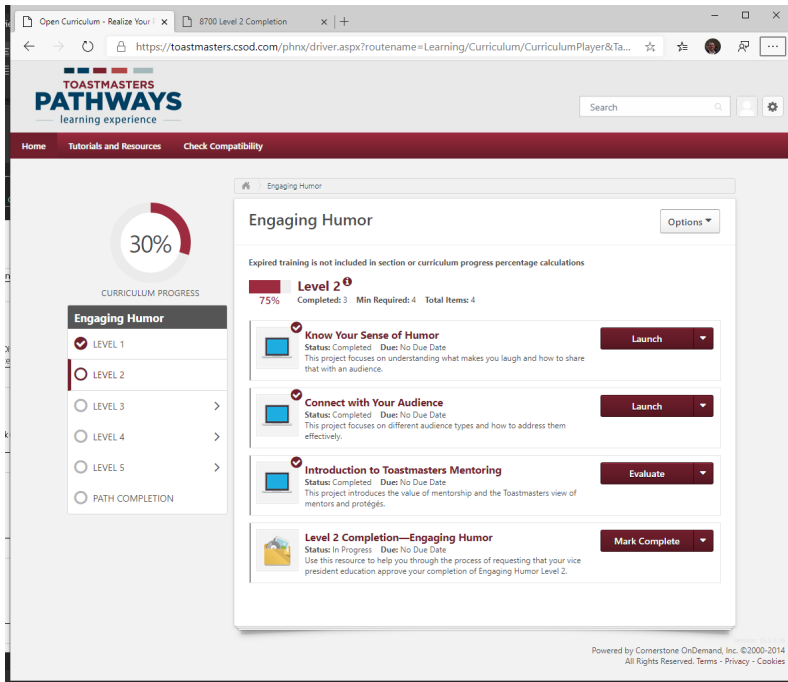 Open Curriculum - Realize Your
8700 Level 2 Completion
https://toastmasters.csod.com/phnx/driver.aspx?routename=Learning/Curriculum/CurriculumPlayer&Ta...
TOASTMASTERS
PATHWAYS
learning experience
Search
Home Tutorials and Resources Check Compatibility
Engaging Humor
30%
CURRICULUM PROGRESS
Engaging Humor
LEVEL 1
LEVEL 2
LEVEL 3
LEVEL 4
LEVEL 5
PATH COMPLETION
Engaging Humor
Options
Expired training is not included in section or curriculum progress percentage calculations
75%
Level 2
Completed: 3 Min Required: 4 Total Items: 4
Know Your Sense of Humor
Status: Completed Due: No Due Date
This project focuses on understanding what makes you laugh and how to share
that with an audience.
Launch
Connect with Your Audience
Status: Completed Due: No Due Date
This project focuses on different audience types and how to address them
effectively.
Launch
Introduction to Toastmasters Mentoring
Status: Completed Due: No Due Date
This project introduces the value of mentorship and the Toastmasters view of
mentors and protégés.
Evaluate
Level 2 Completion—Engaging Humor
Status: In Progress Due: No Due Date
Use this resource to help you through the process of requesting that your vice
president education approve your completion of Engaging Humor Level 2.
Mark Complete
Powered by Cornerstone OnDemand, Inc. ©2000-2014
All Rights Reserved. Terms - Privacy - Cookies